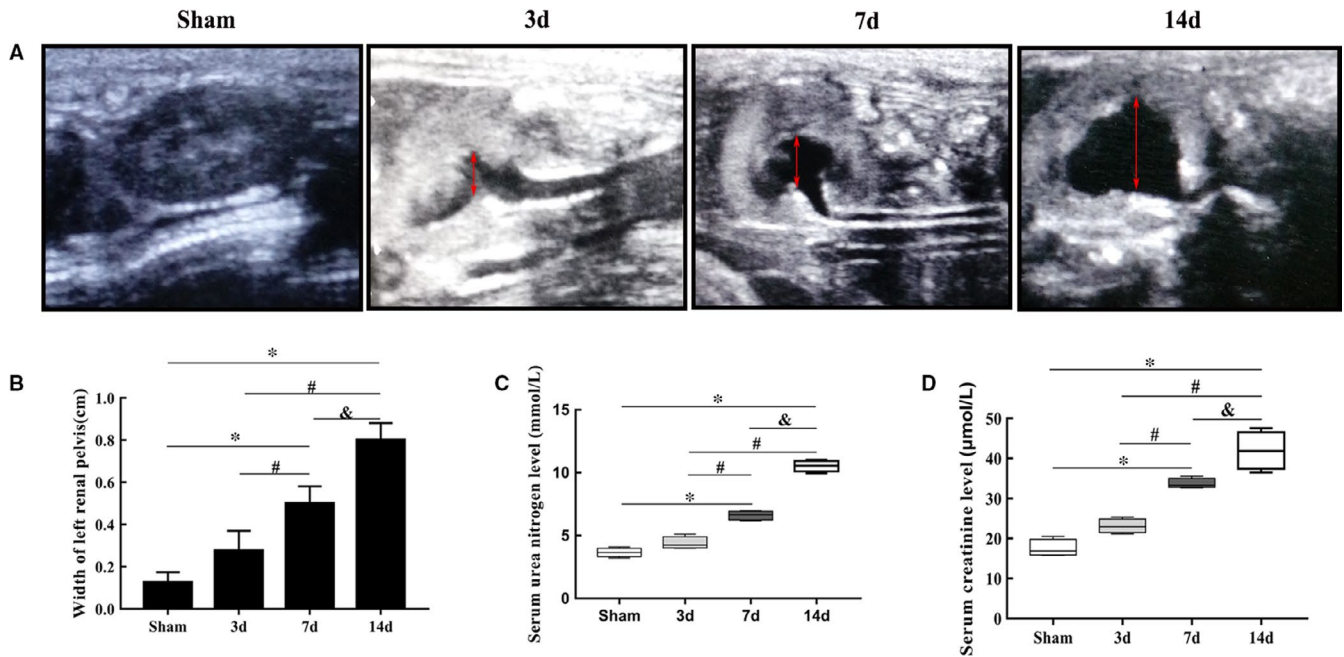 Sham 3d 7d 14d
A
B
Width of left renal pelvis(cm)
1.0
0.8
0.6
0.4
0.2
0.0
*
#
&
*
#
Sham 3d 7d 14d
C
Serum urea nitrogen level (mmol/L)
15
10
5
0
*
&
#
#
*
Sham 3d 7d 14d
D
Serum creatinine level (μmol/L)
50
40
30
20
10
0
*
#
&
#
*
Sham 3d 7d 14d